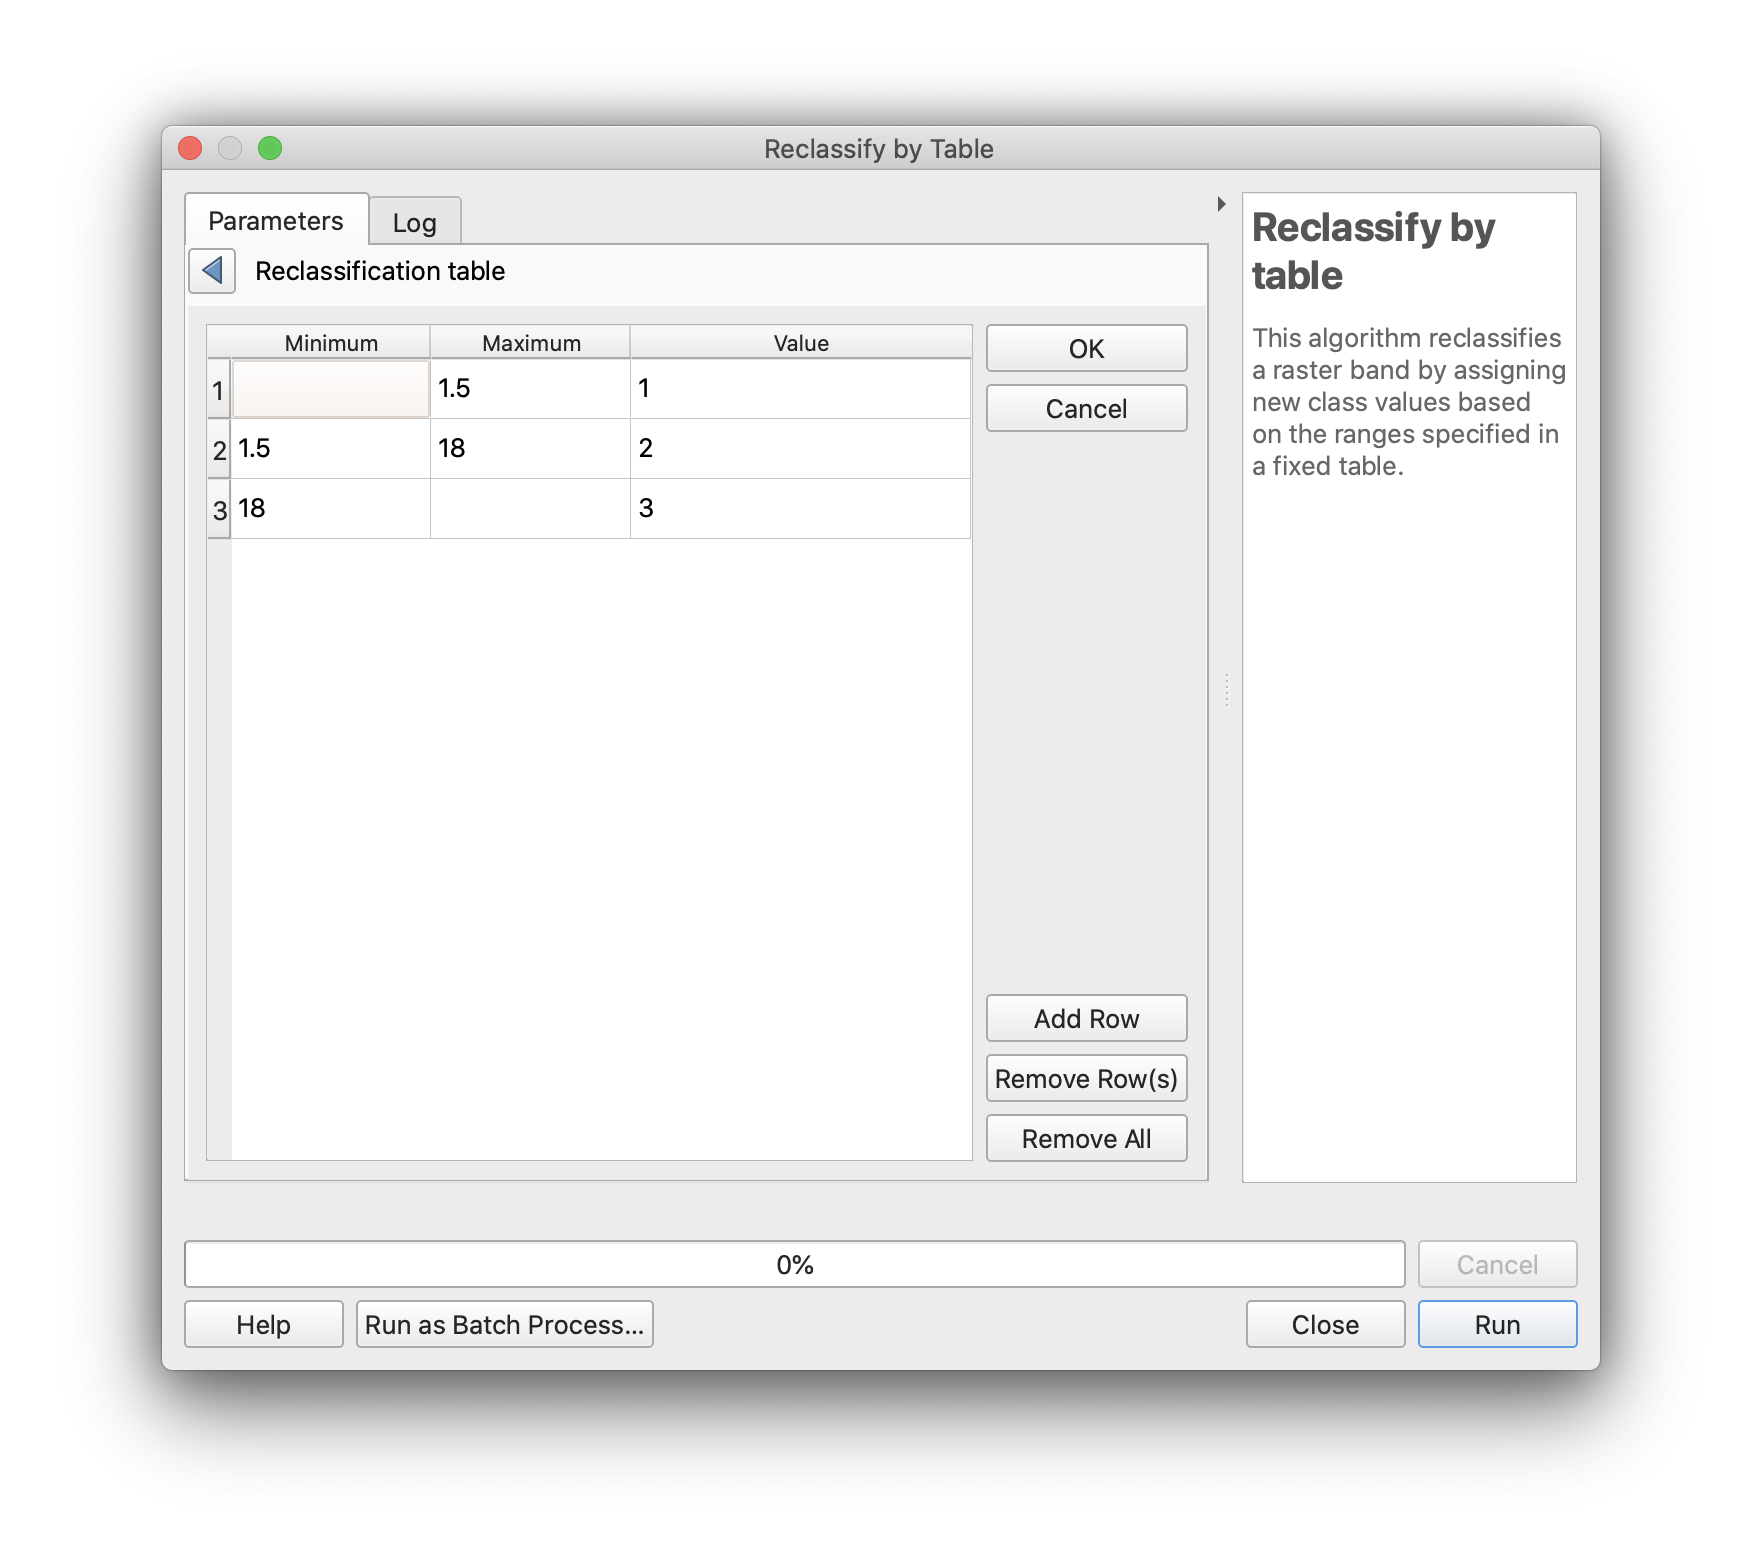 Reclassify by Table
Parameters
Log
Reclassification table
Minimum Maximum Value
1 1.5 1
2 1.5 18 2
3 18 3
OK
Cancel
Add Row
Remove Row(s)
Remove All
Reclassify by
table
This algorithm reclassifies
a raster band by assigning
new class values based
on the ranges specified in
a fixed table.
0%
Cancel
Help
Run as Batch Process...
Close
Run